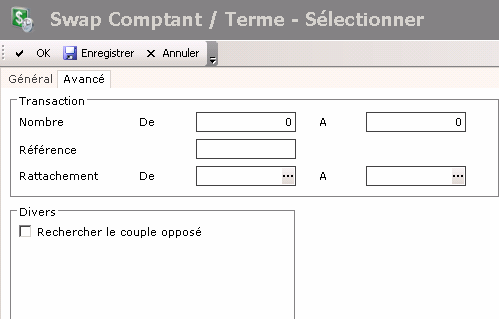 Swap Comptant / Terme - Sélectionner
OK Enregistrer Annuler
Général Avancé
Transaction
Nombre De 0 A 0
Référence
Rattachement De ... A ...
Divers
Rechercher le couple opposé